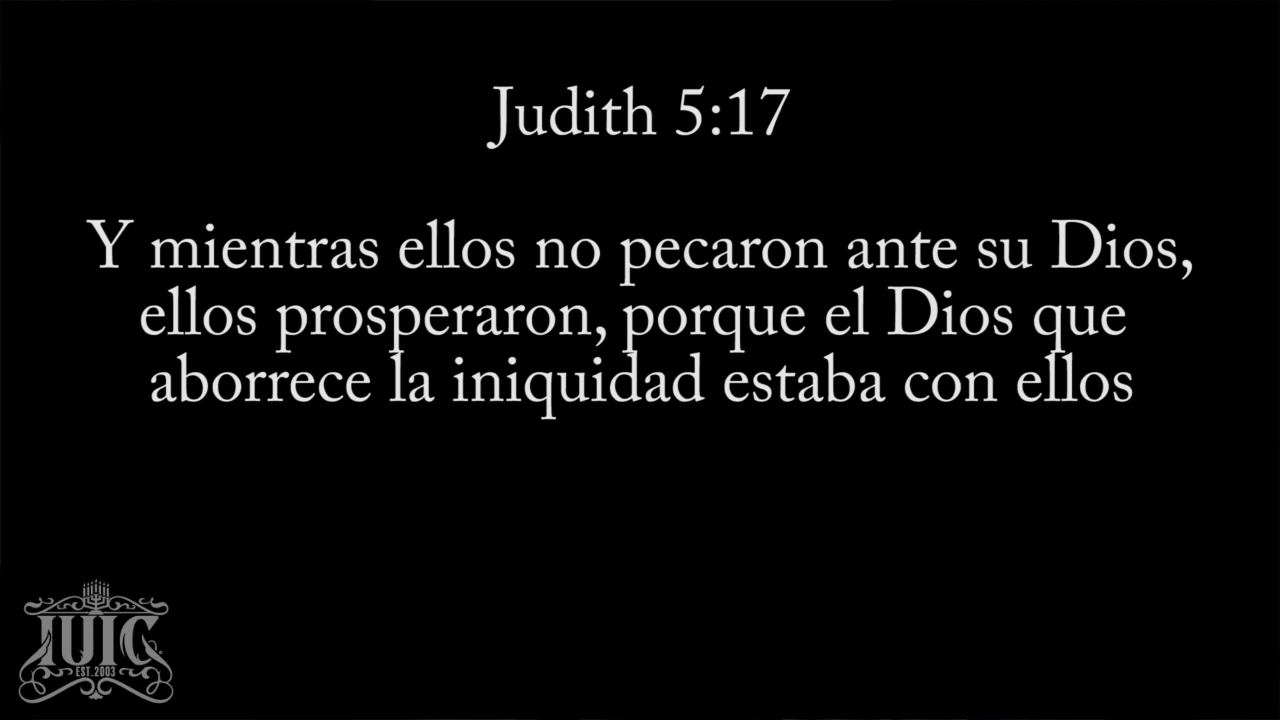 Judith 5:17
Y mientras ellos no pecaron ante su Dios,
ellos prosperaron, porque el Dios que
aborrece la iniquidad estaba con ellos
IUIC
EST. 2003